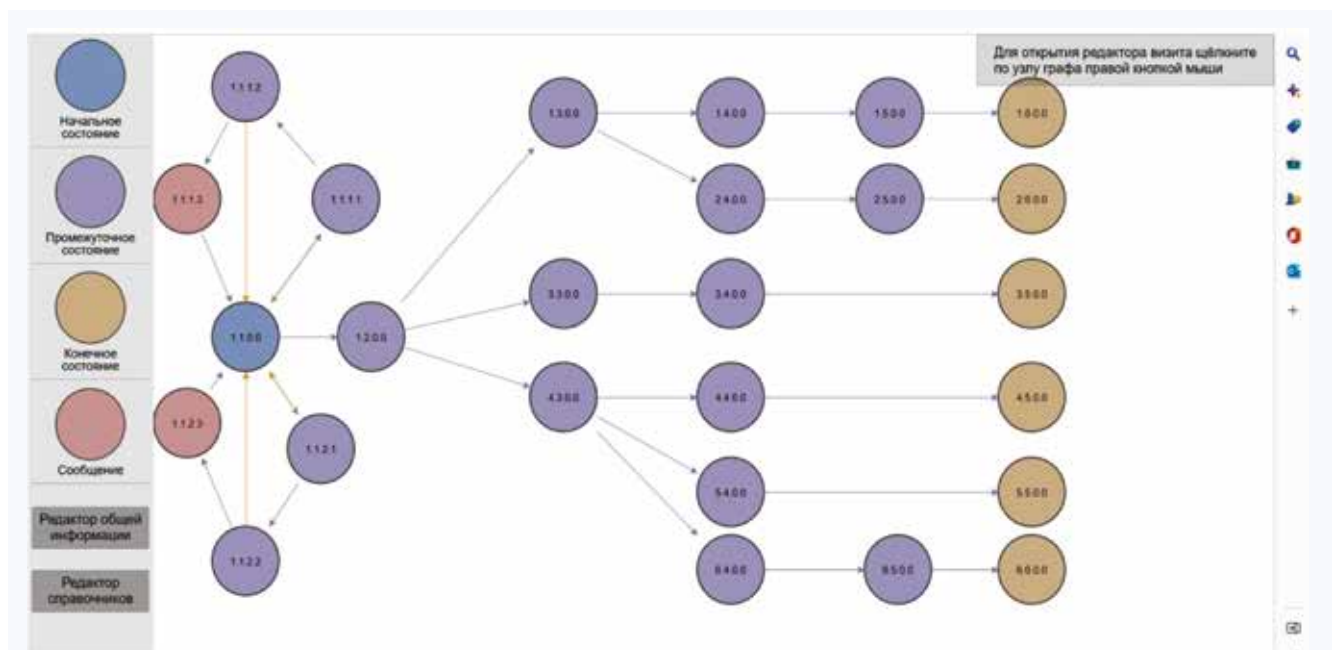 Начальное
состояние
Промежуточное
состояние
Конечное
состояние
Сообщение
Редактор общей
информации
Редактор
справочников
Для открытия редактора визита щёлкните
по узлу графа правой кнопкой мыши
1112
1113
1111
1100
1200
1123
1121
1122
1300
1400
1500
1600
2400
2500
2600
3300
3400
3500
4300
4400
4500
5400
5500
6400
6500
6600